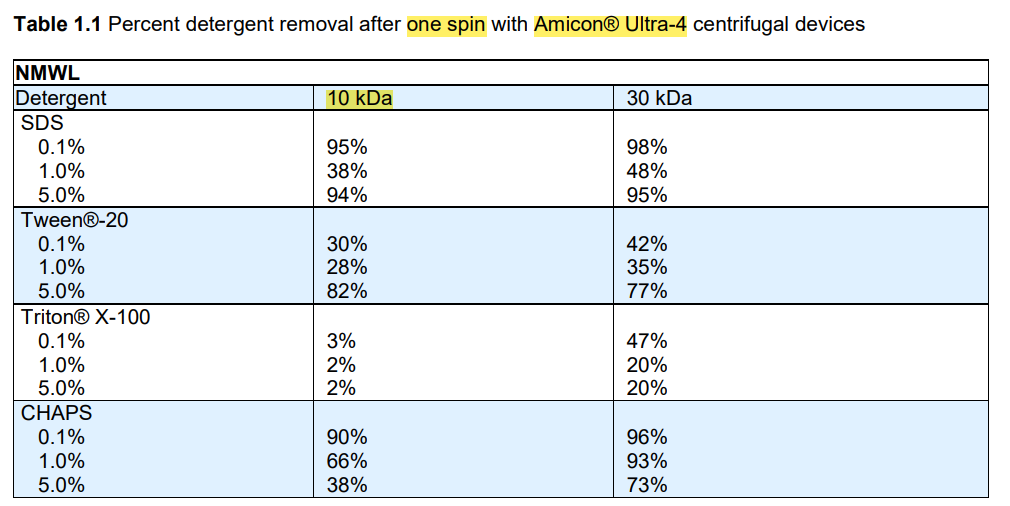 Table 1.1 Percent detergent removal after one spin with Amicon® Ultra-4 centrifugal devices
NMWL
Detergent 10 kDa 30 kDa
SDS
0.1% 95% 98%
1.0% 38% 48%
5.0% 94% 95%
Tween®-20
0.1% 30% 42%
1.0% 28% 35%
5.0% 82% 77%
Triton® X-100
0.1% 3% 47%
1.0% 2% 20%
5.0% 2% 20%
CHAPS
0.1% 90% 96%
1.0% 66% 93%
5.0% 38% 73%